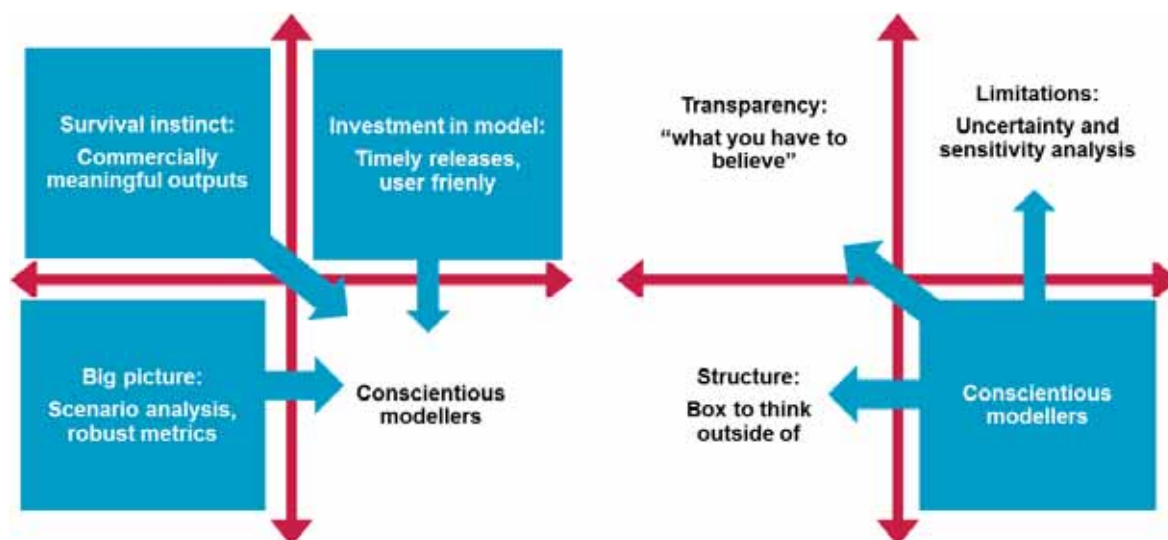 Survival instinct:
Commercially
meaningful outputs
Investment in model:
Timely releases,
user frienly
Big picture:
Scenario analysis,
robust metrics
Conscientious
modellers
Transparency:
“what you have to
believe”
Limitations:
Uncertainty and
sensitivity analysis
Structure:
Box to think
outside of
Conscientious
modellers